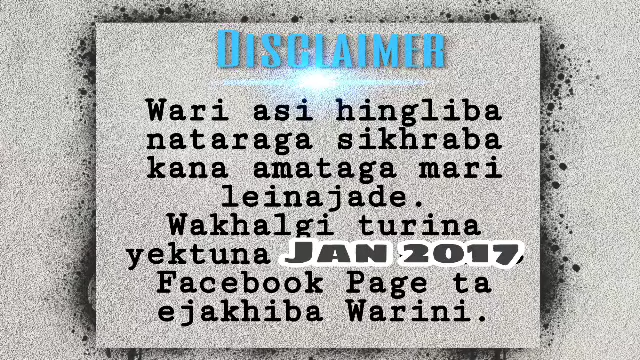 DISCLAIMER
Wari asi hingliba
nataraga sikhraba
kana amataga mari
leinajade.
Wakhalgi turina
yektuna JAN 2017
Facebook Page ta
ejakhiba Warini.